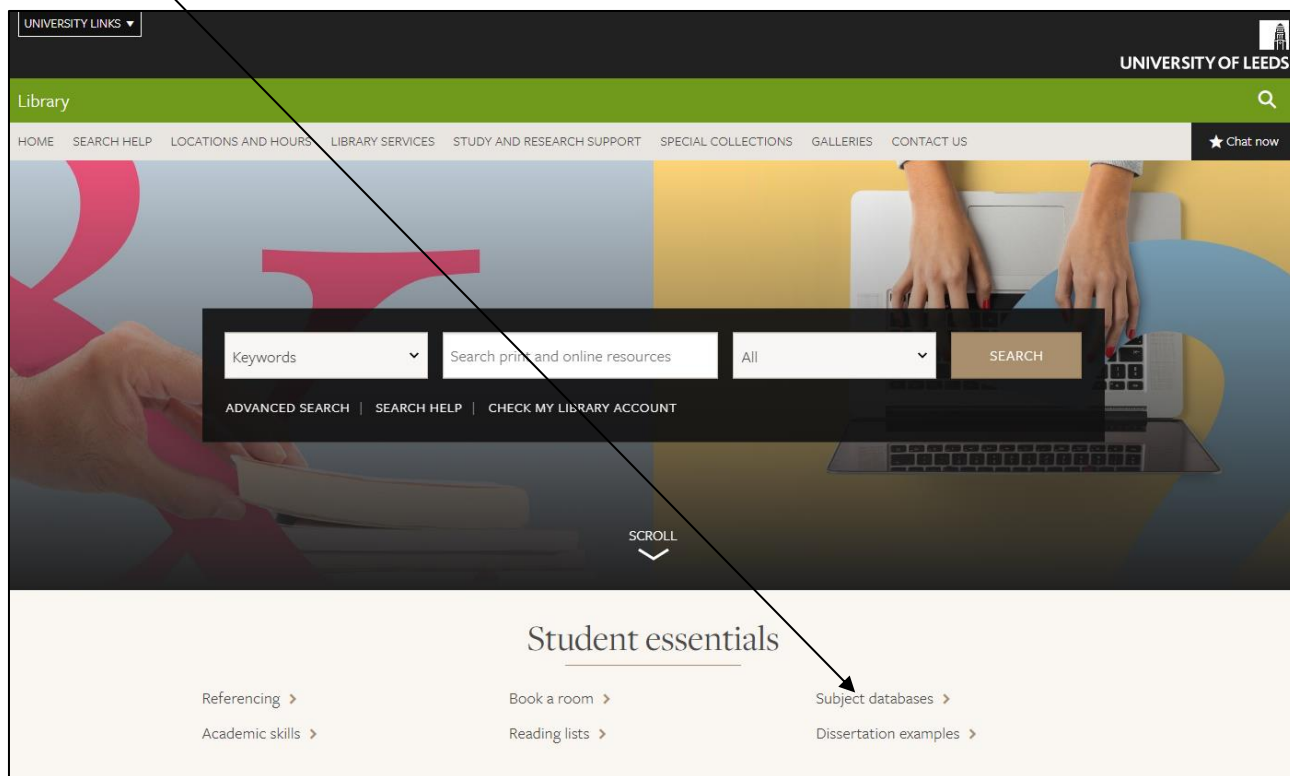 UNIVERSITY LINKS ▼
UNIVERSITY OF LEEDS
Library
HOME SEARCH HELP LOCATIONS AND HOURS LIBRARY SERVICES STUDY AND RESEARCH SUPPORT SPECIAL COLLECTIONS GALLERIES CONTACT US ★ Chat now
Keywords Search print and online resources All SEARCH
ADVANCED SEARCH | SEARCH HELP | CHECK MY LIBRARY ACCOUNT
SCROLL
Student essentials
Referencing > Book a room > Subject databases >
Academic skills > Reading lists > Dissertation examples >